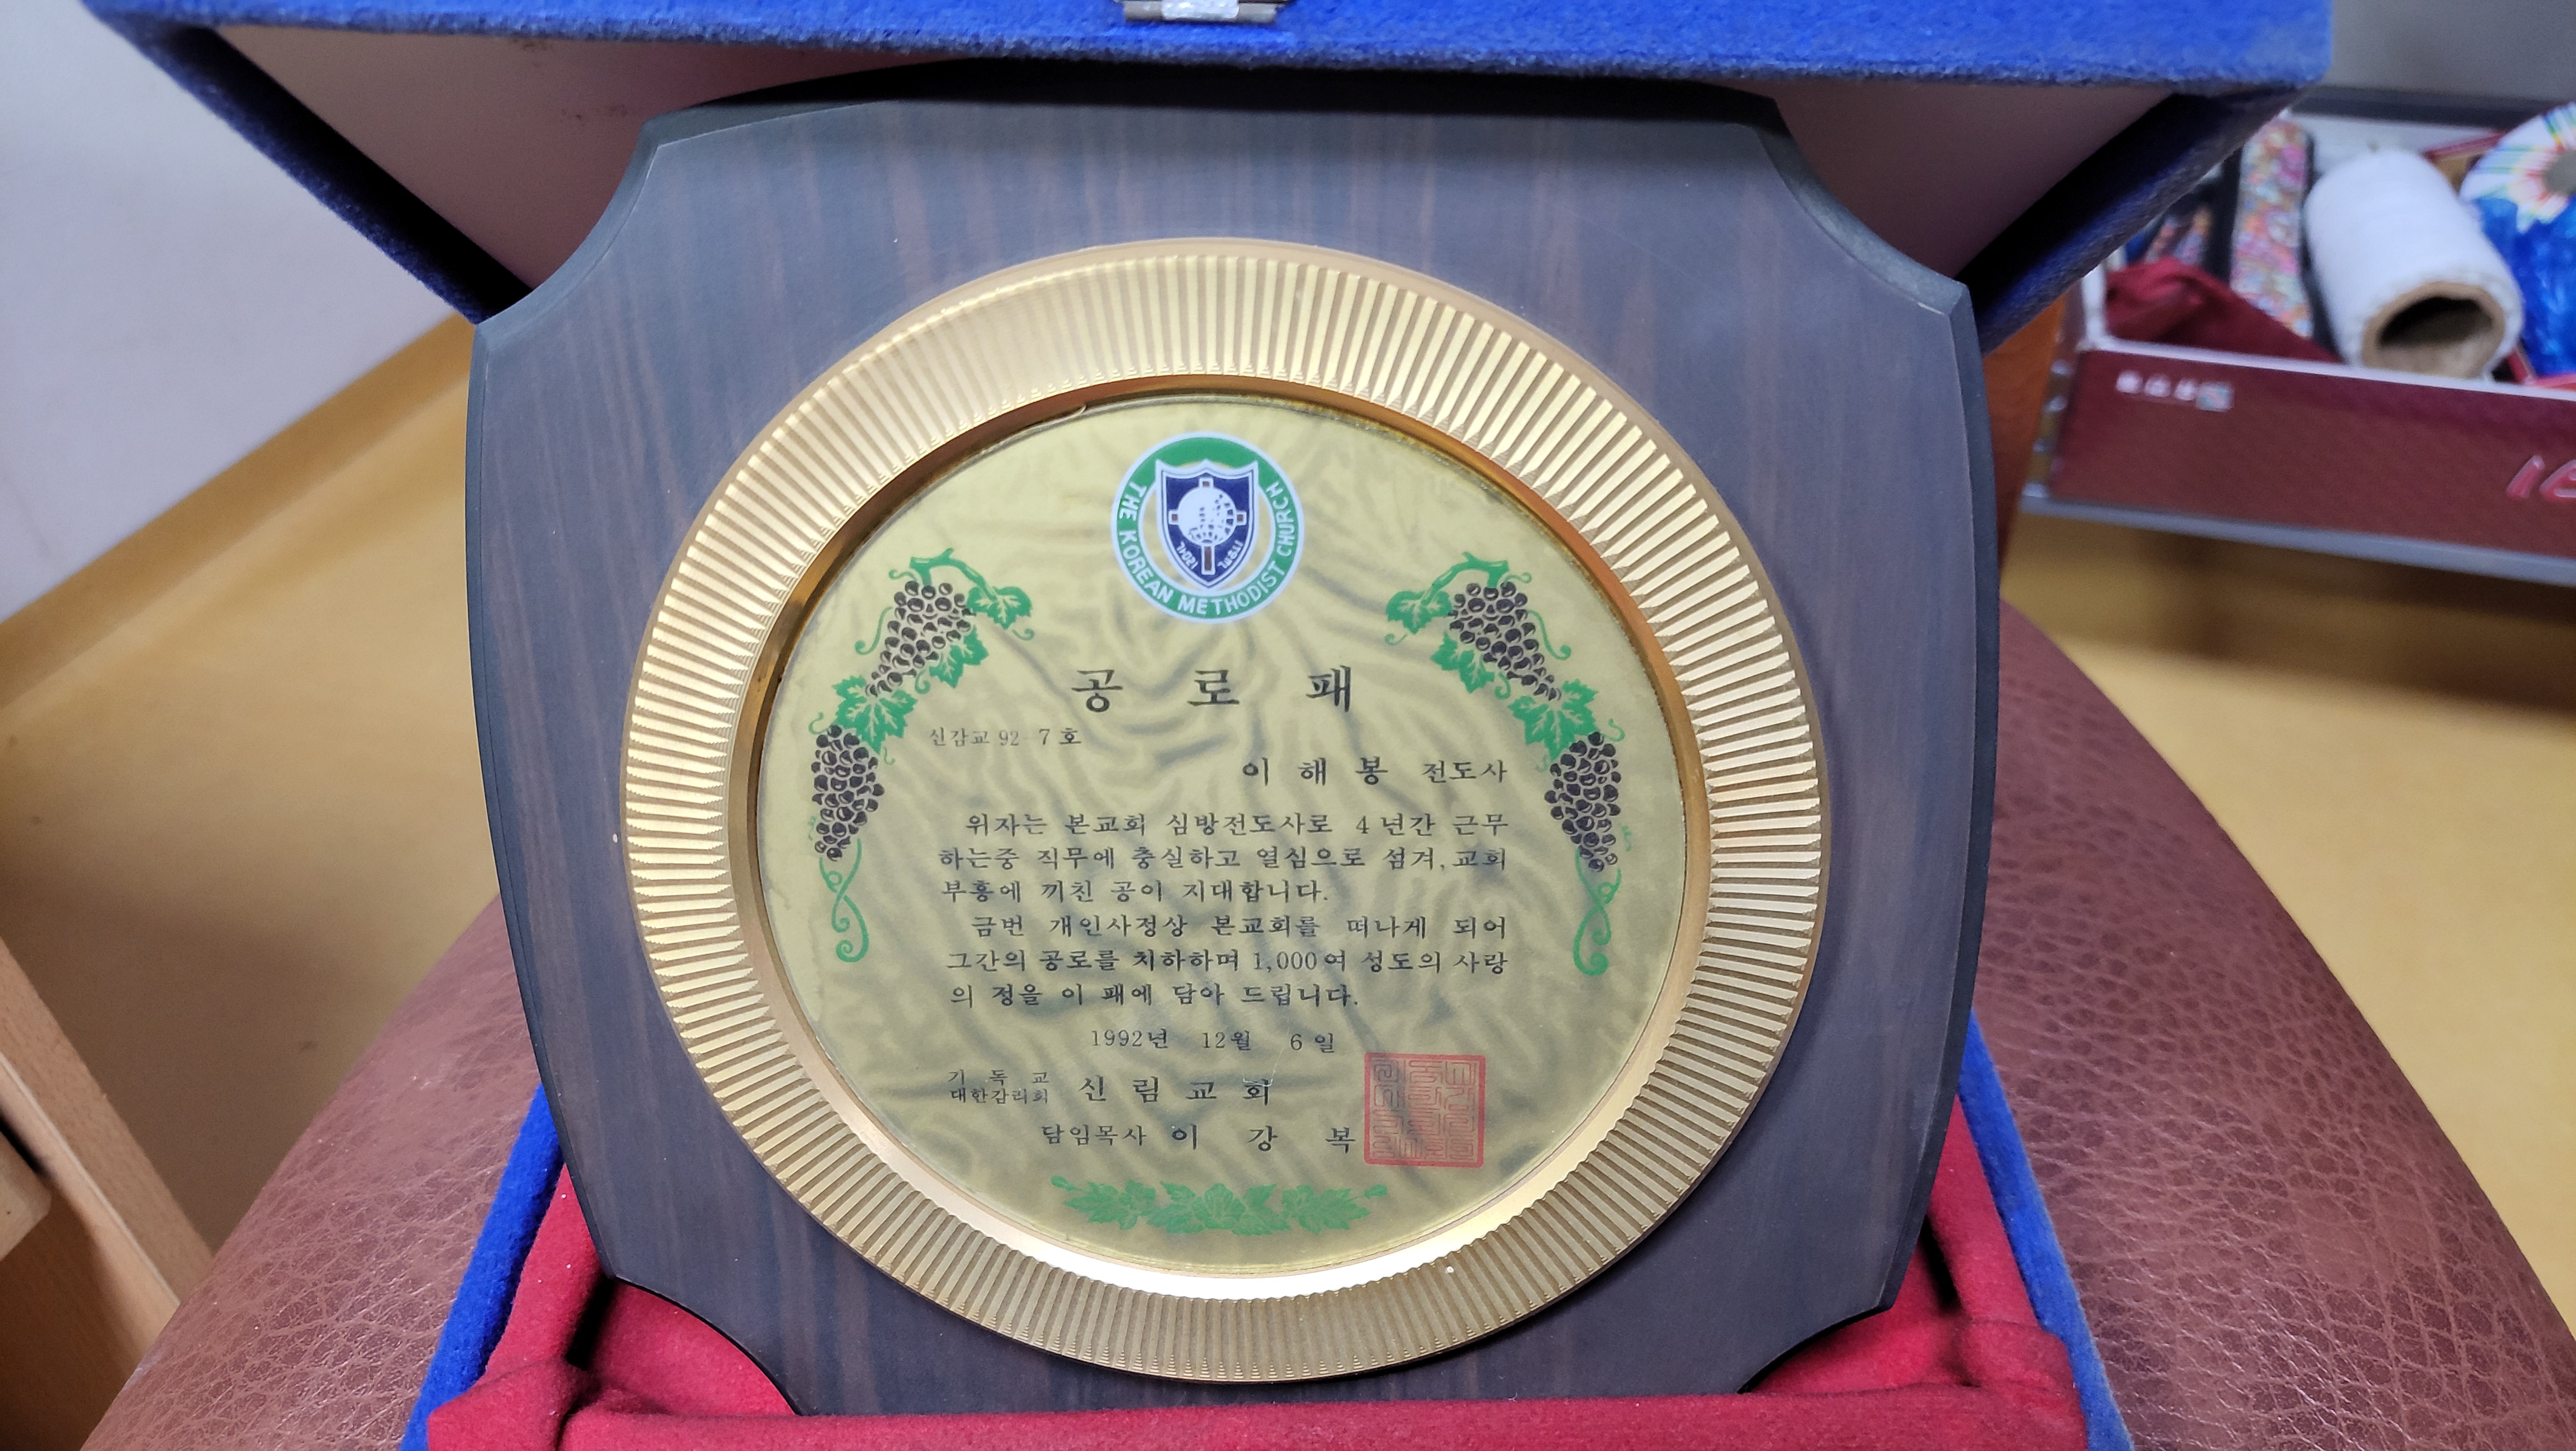 THE KOREAN METHODIST CHURCH
공 로 패
신감교 92-7호
이 해 봉 전도사
위자는 본교회 심방전도사로 4년간 근무
하는중 직무에 충실하고 열심으로 섬겨, 교회
부흥에 끼친 공이 지대합니다.
금번 개인사정상 본교회를 떠나게 되어
그간의 공로를 치하하며 1,000여 성도의 사랑
의 정을 이 패에 담아 드립니다.
1992년 12월 6일
기독교
대한감리회 신 림 교 회
담임목사 이 강 복